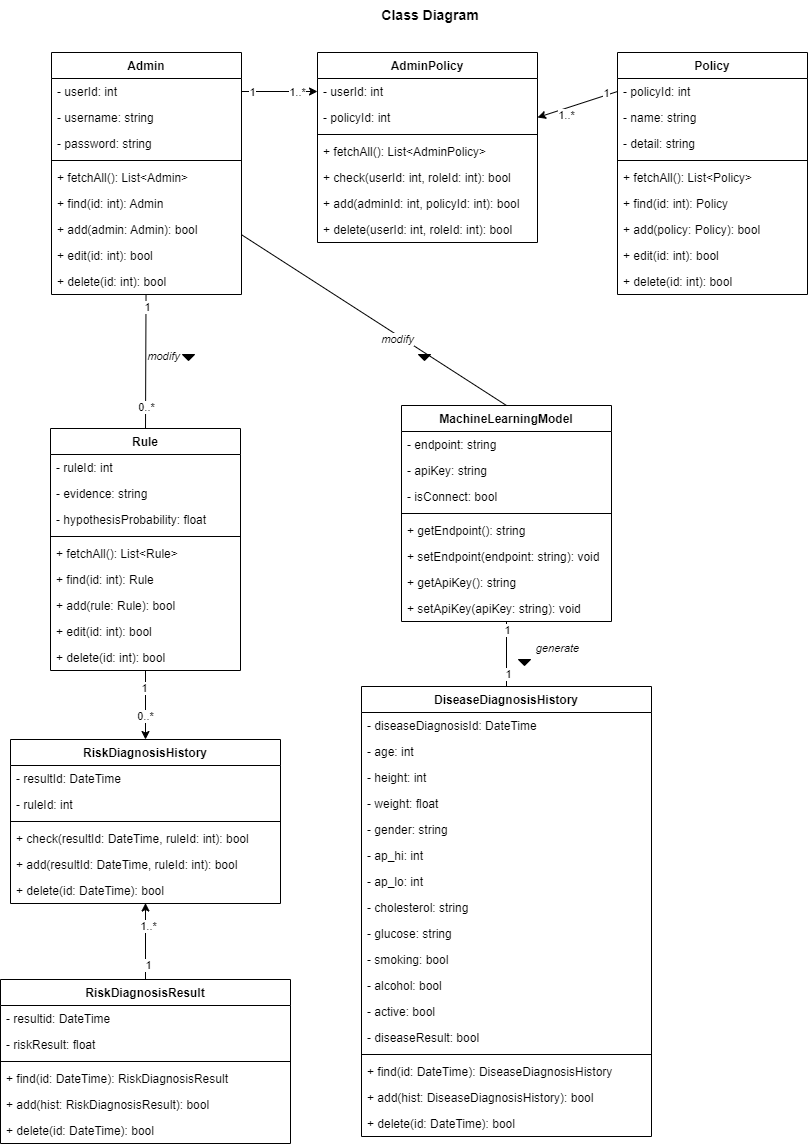 Class Diagram
Admin
- userId: int
- username: string
- password: string
+ fetchAll(): List<Admin>
+ find(id: int): Admin
+ add(admin: Admin): bool
+ edit(id: int): bool
+ delete(id: int): bool
1
1..*
AdminPolicy
- userId: int
- policyId: int
+ fetchAll(): List<AdminPolicy>
+ check(userId: int, roleId: int): bool
+ add(adminId: int, policyId: int): bool
+ delete(userId: int, roleId: int): bool
1
1..*
Policy
- policyId: int
- name: string
- detail: string
+ fetchAll(): List<Policy>
+ find(id: int): Policy
+ add(policy: Policy): bool
+ edit(id: int): bool
+ delete(id: int): bool
1
modify
0..*
modify
Rule
- ruleId: int
- evidence: string
- hypothesisProbability: float
+ fetchAll(): List<Rule>
+ find(id: int): Rule
+ add(rule: Rule): bool
+ edit(id: int): bool
+ delete(id: int): bool
MachineLearningModel
- endpoint: string
- apiKey: string
- isConnect: bool
+ getEndpoint(): string
+ setEndpoint(endpoint: string): void
+ getApiKey(): string
+ setApiKey(apiKey: string): void
1
generate
1
1
0..*
RiskDiagnosisHistory
- resultId: DateTime
- ruleId: int
+ check(resultId: DateTime, ruleId: int): bool
+ add(resultId: DateTime, ruleId: int): bool
+ delete(id: DateTime): bool
1..*
1
RiskDiagnosisResult
- resultid: DateTime
- riskResult: float
+ find(id: DateTime): RiskDiagnosisResult
+ add(hist: RiskDiagnosisResult): bool
+ delete(id: DateTime): bool
DiseaseDiagnosisHistory
- diseaseDiagnosisId: DateTime
- age: int
- height: int
- weight: float
- gender: string
- ap_hi: int
- ap_lo: int
- cholesterol: string
- glucose: string
- smoking: bool
- alcohol: bool
- active: bool
- diseaseResult: bool
+ find(id: DateTime): DiseaseDiagnosisHistory
+ add(hist: DiseaseDiagnosisHistory): bool
+ delete(id: DateTime): bool